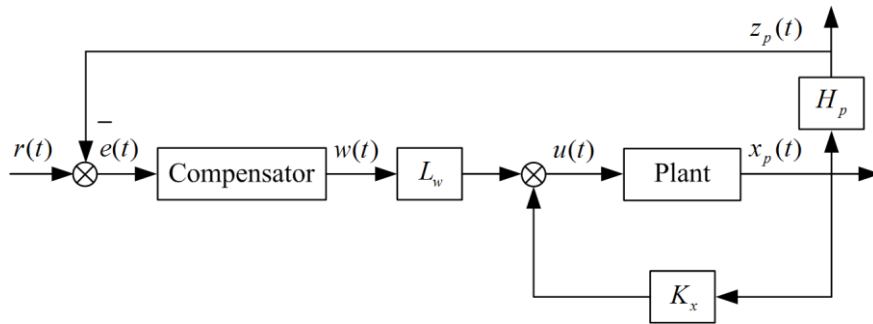 z_p(t)
H_p
−
r(t) e(t) Compensator w(t) L_w u(t) Plant x_p(t)
K_x